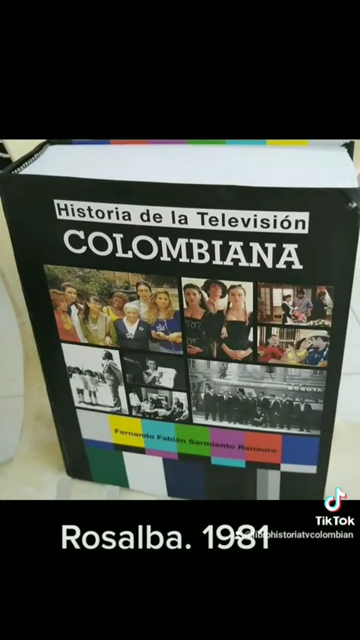 Historia de la Televisión
COLOMBIANA
Fernando Fabián Sarmiento Ranauro
TikTok
Rosalba. 1981